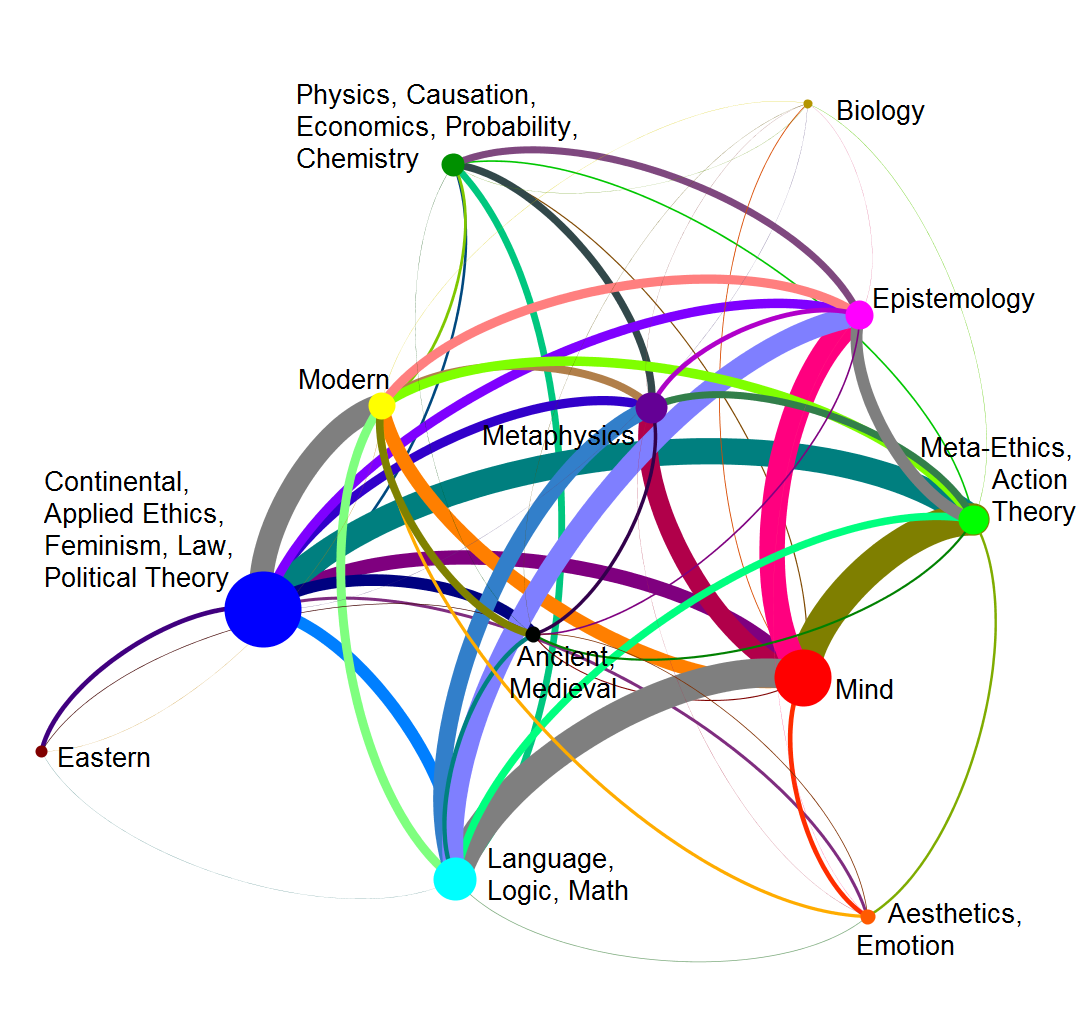 Physics, Causation,
Economics, Probability,
Chemistry
Biology
Epistemology
Modern
Metaphysics
Meta-Ethics,
Action
Theory
Continental,
Applied Ethics,
Feminism, Law,
Political Theory
Ancient,
Medieval
Mind
Eastern
Language,
Logic, Math
Aesthetics,
Emotion